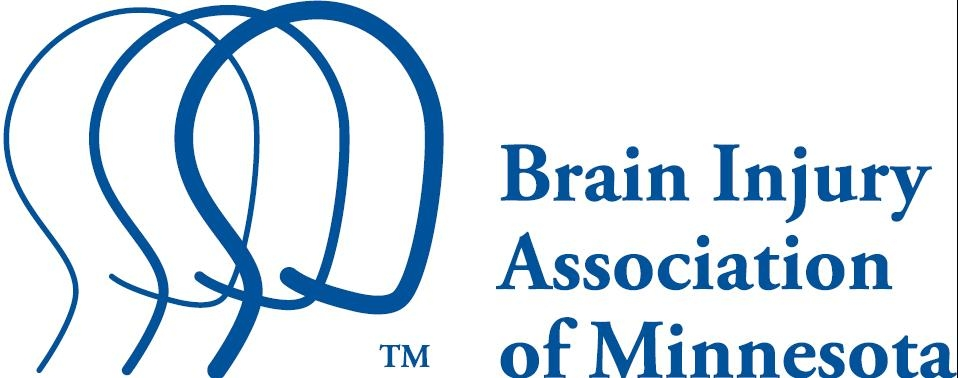 Brain Injury
Association
of Minnesota
TM